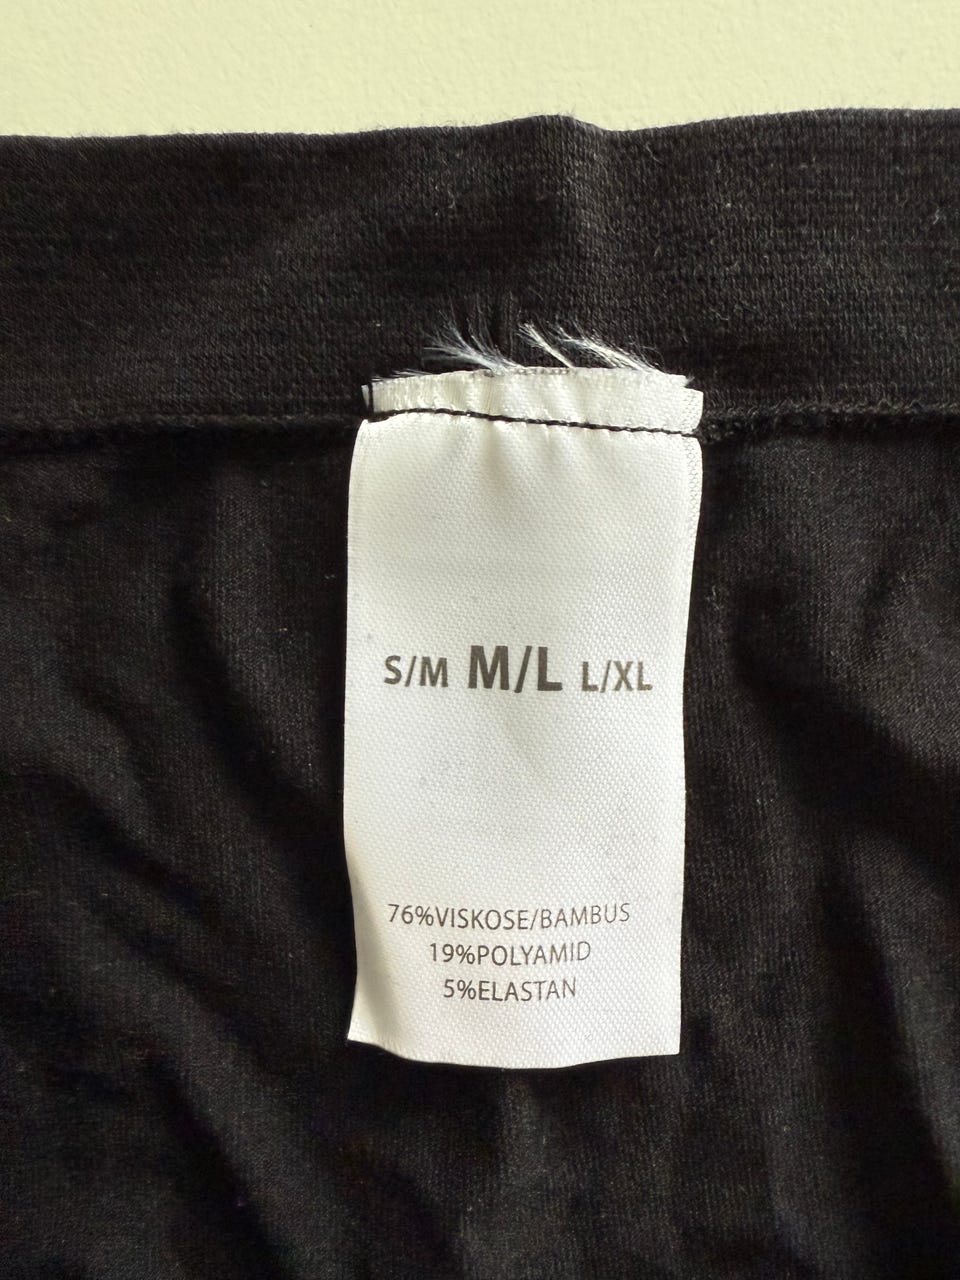 S/M M/L L/XL
76%VISKOSE/BAMBUS
19%POLYAMID
5%ELASTAN